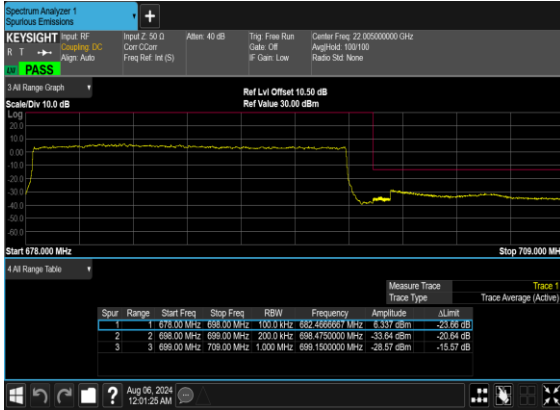 Spectrum Analyzer 1
Spurious Emissions
+
KEYSIGHT Input: RF Input Z: 50 Ω Atten: 40 dB Trig: Free Run Center Freq: 22.005000000 GHz
R T Coupling: DC Corr CCorr Gate: Off Avg|Hold: 100/100
Align: Auto Freq Ref: Int (S) IF Gain: Low Radio Std: None
PASS
3 All Range Graph
Ref Lvl Offset 10.50 dB
Scale/Div 10.0 dB Ref Value 30.00 dBm
Log
20.0
10.0
0.00
-10.0
-20.0
-30.0
-40.0
-50.0
-60.0
Start 678.000 MHz Stop 709.000 MH
4 All Range Table
Measure Trace Trace 1
Trace Type Trace Average (Active)
Spur Range Start Freq Stop Freq RBW Frequency Amplitude ΔLimit
1 1 678.00 MHz 698.00 MHz 100.0 kHz 682.4666667 MHz 6.337 dBm -23.66 dB
2 2 698.00 MHz 699.00 MHz 200.0 kHz 698.4750000 MHz -33.64 dBm -20.64 dB
3 3 699.00 MHz 709.00 MHz 1.000 MHz 699.1500000 MHz -28.57 dBm -15.57 dB
? Aug 06, 2024
12:01:25 AM